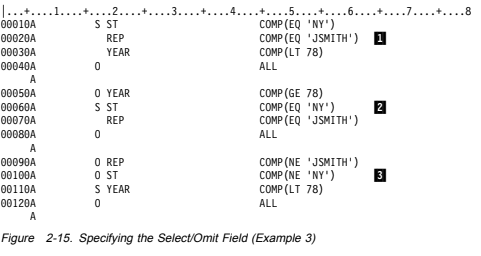 |...+....1....+....2....+....3....+....4....+....5....+....6....+....7....+....8
00010A          S ST                      COMP(EQ 'NY')
00020A            REP                     COMP(EQ 'JSMITH')   1
00030A            YEAR                    COMP(LT 78)
00040A          O                         ALL
     A
00050A          O YEAR                    COMP(GE 78)
00060A          S ST                      COMP(EQ 'NY')       2
00070A            REP                     COMP(EQ 'JSMITH')
00080A          O                         ALL
     A
00090A          O REP                     COMP(NE 'JSMITH')
00100A          O ST                      COMP(NE 'NY')       3
00110A          S YEAR                    COMP(LT 78)
00120A          O                         ALL
     A
Figure 2-15. Specifying the Select/Omit Field (Example 3)